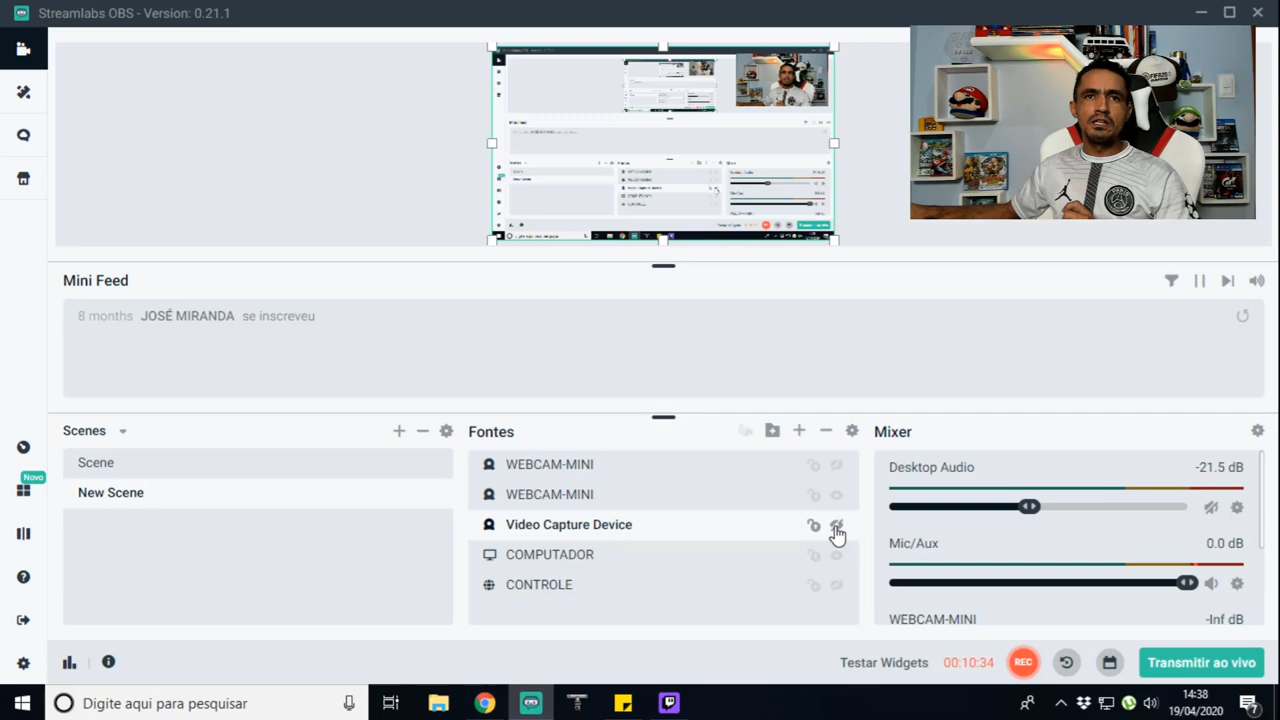 Streamlabs OBS - Version: 0.21.1
Mini Feed
8 months JOSÉ MIRANDA se inscreveu
Scenes
Scene
New Scene
Novo
Fontes
WEBCAM-MINI
WEBCAM-MINI
Video Capture Device
COMPUTADOR
CONTROLE
Mixer
Desktop Audio -21.5 dB
Mic/Aux 0.0 dB
WEBCAM-MINI -Inf dB
Testar Widgets 00:10:34 REC Transmitir ao vivo
Digite aqui para pesquisar
14:38
19/04/2020
7